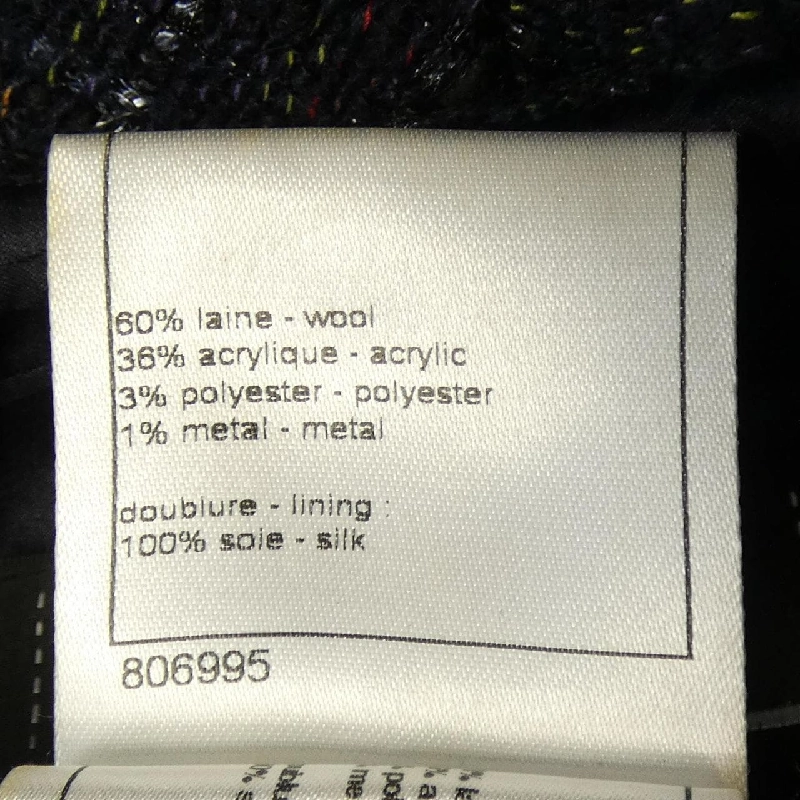 60% laine - wool
36% acrylique - acrylic
3% polyester - polyester
1% metal - metal
doublure - lining :
100% soie - silk
806995